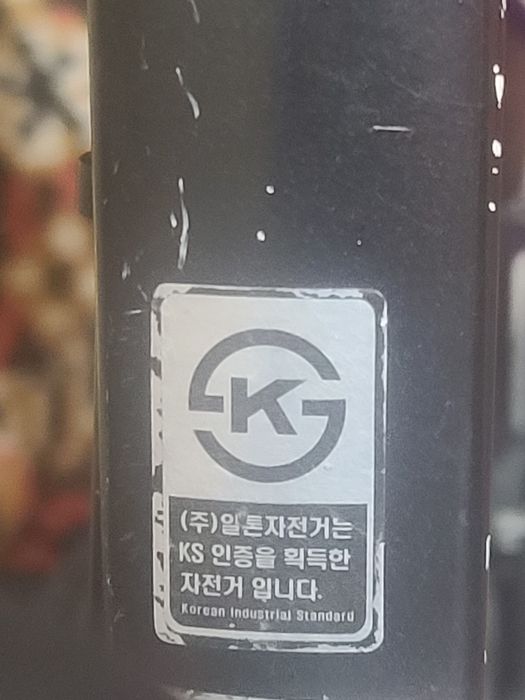 K
(주)일톤자전거는
KS 인증을 획득한
자전거 입니다.
Korean Industrial Standard